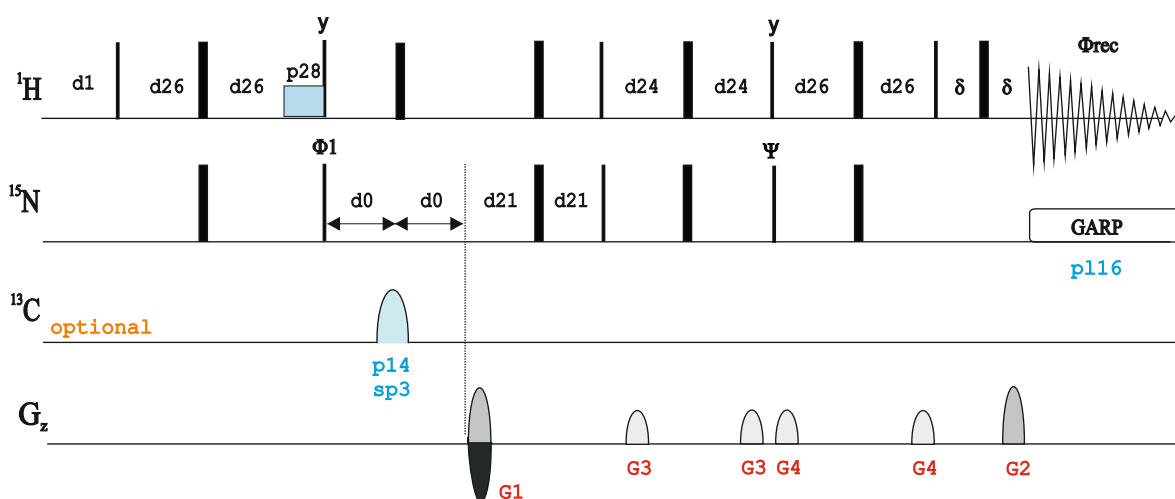 y y
Φrec
p28
¹H d1 d26 d26 d24 d24 d26 d26 δ δ
Φ1 Ψ
¹⁵N d0 d0 d21 d21
GARP
pl16
¹³C
optional
p14
sp3
Gz
G3 G3 G4 G4 G2
G1